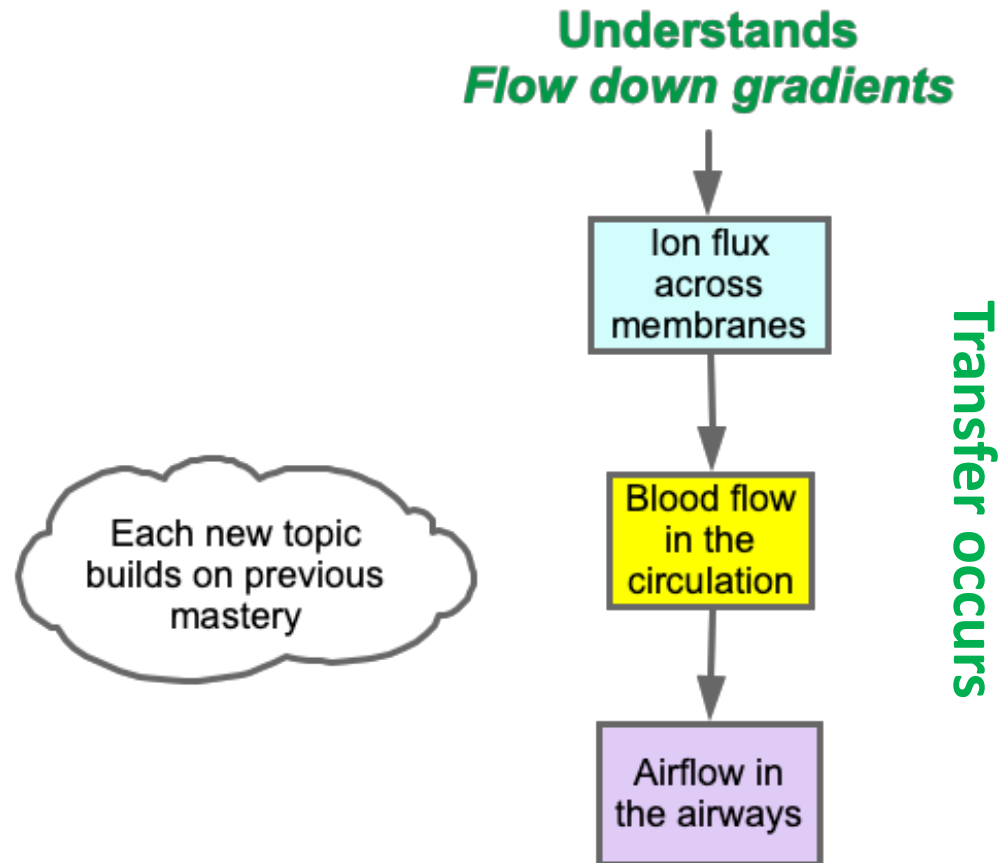 Understands
Flow down gradients
Ion flux
across
membranes
Transfer occurs
Each new topic
builds on previous
mastery
Blood flow
in the
circulation
Airflow in
the airways